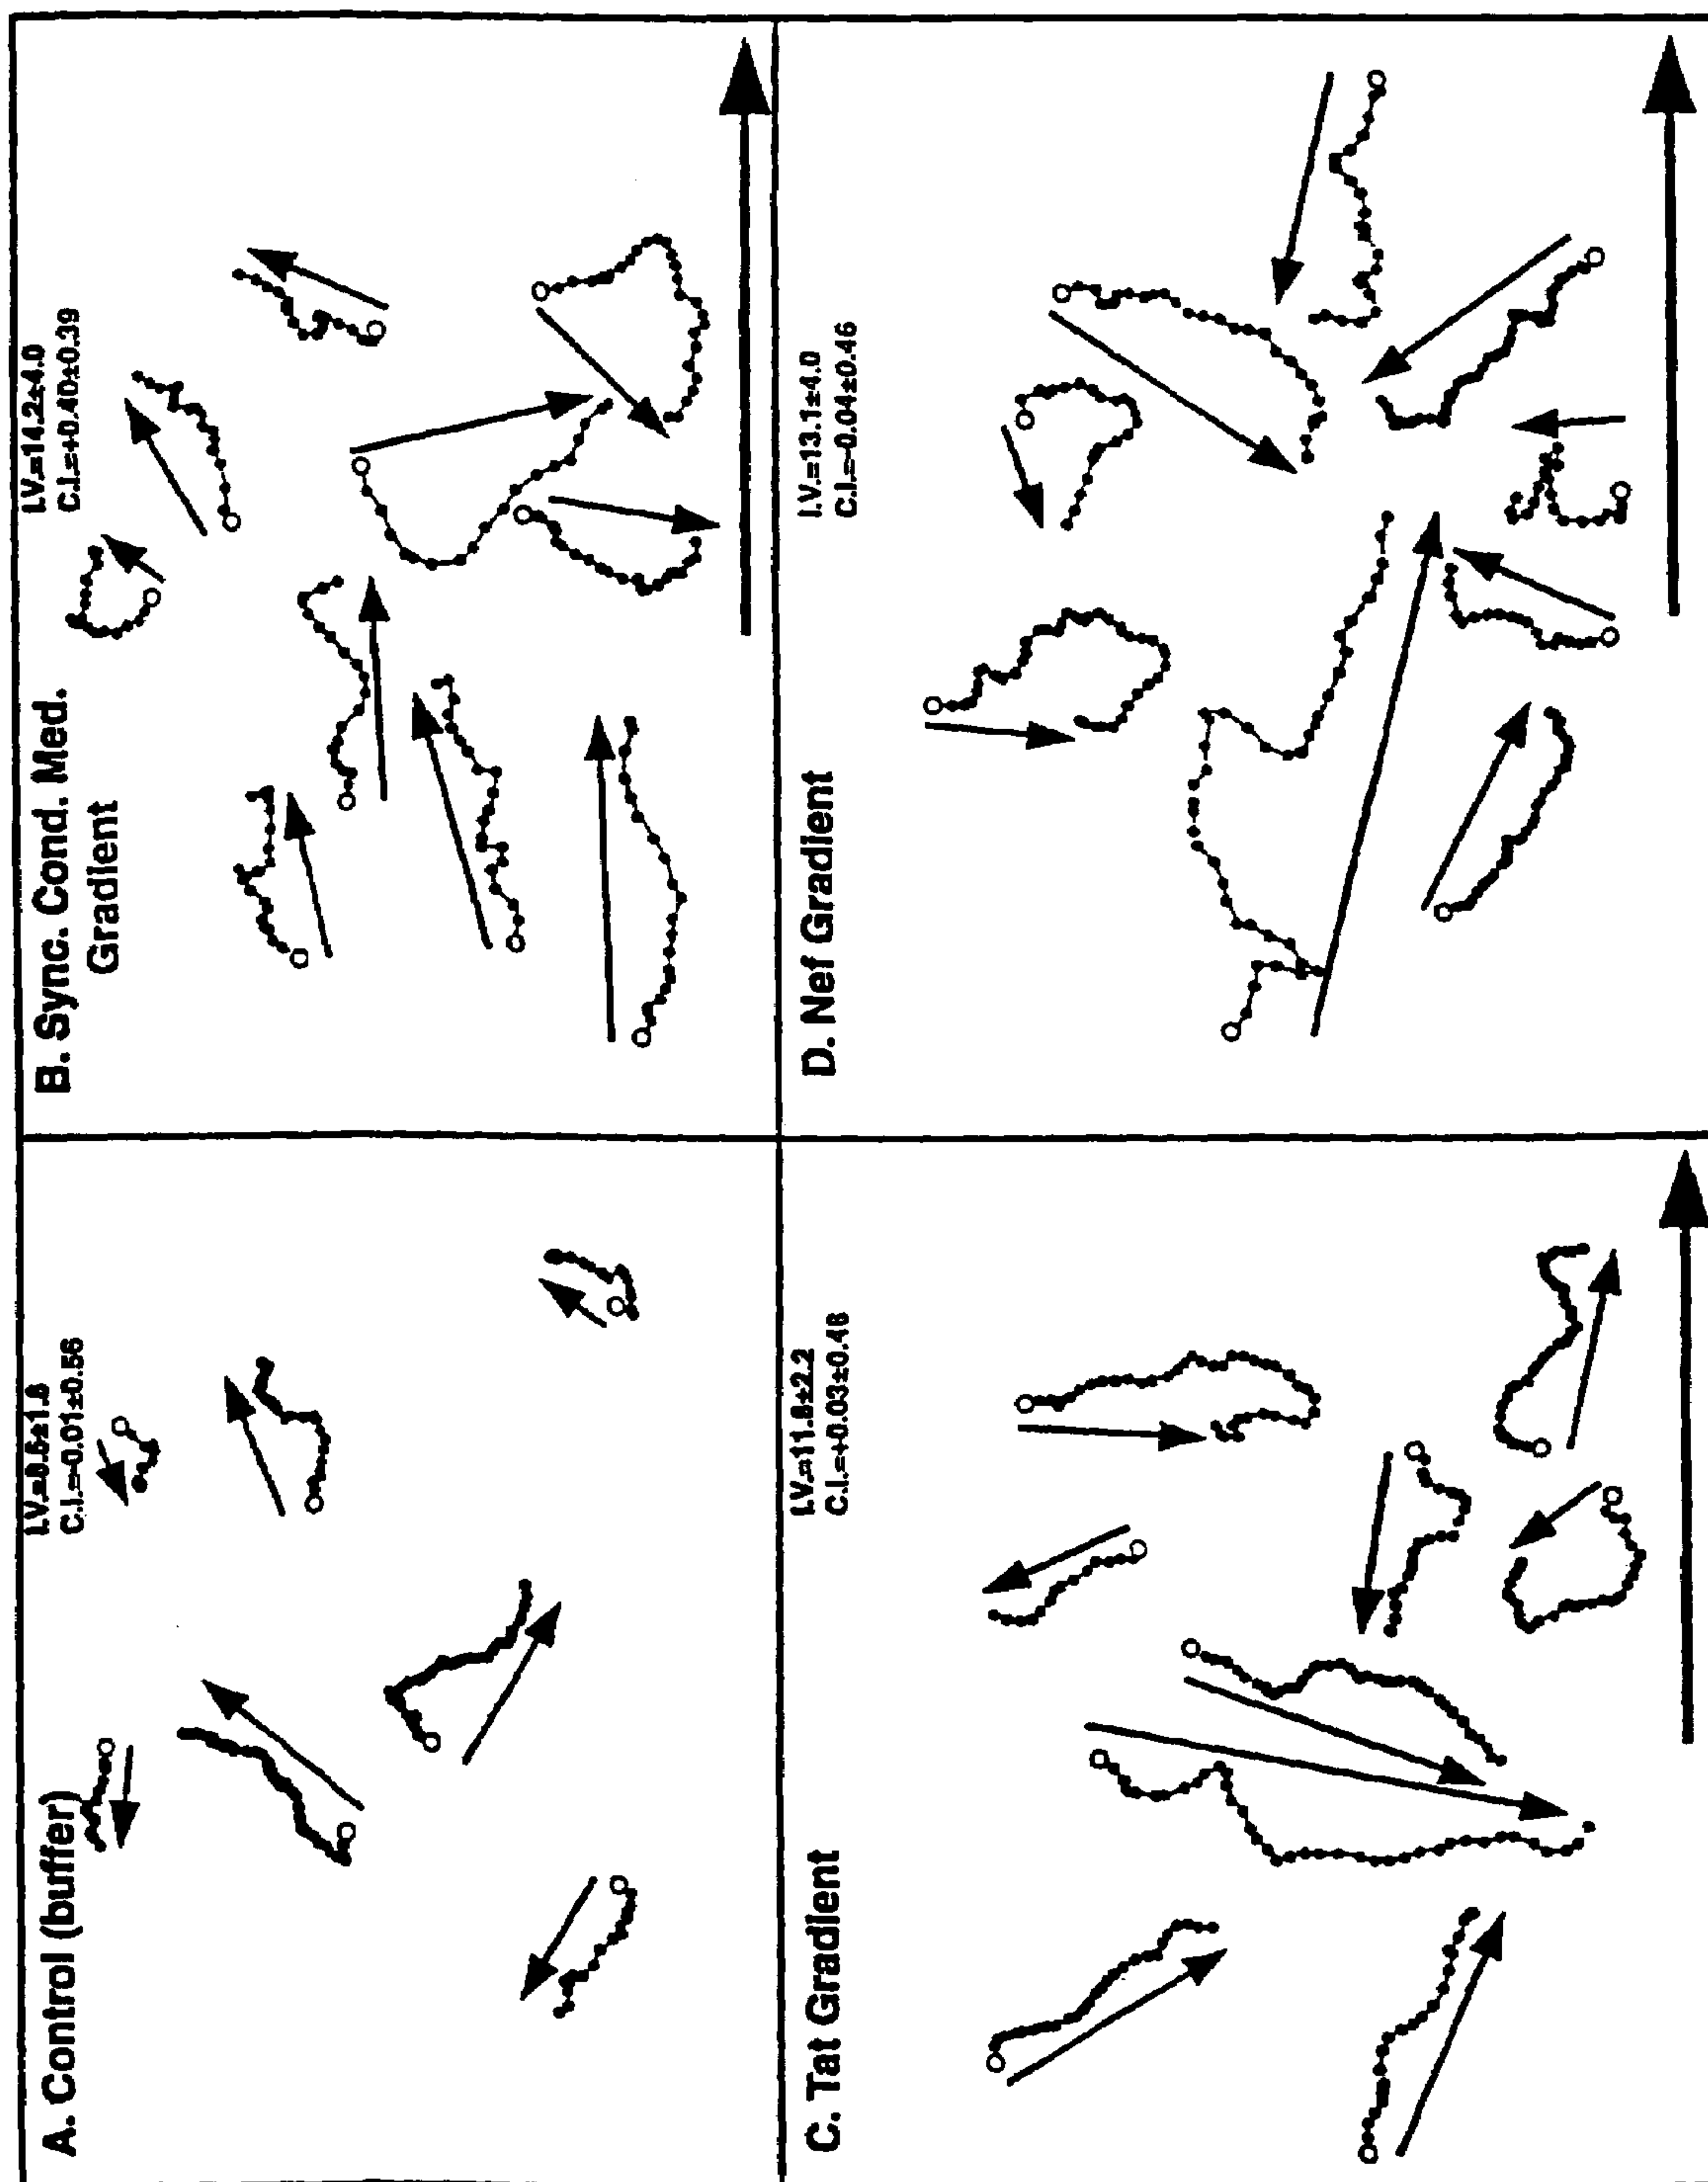 A. Control (buffer)
I.V.=8.6±1.8
C.I.=-0.01±0.56
B. Sync. Cond. Med.
Gradient
I.V.=14.2±4.0
C.I.=+0.40±0.39
C. Tat Gradient
I.V.=11.8±2.2
C.I.=+0.03±0.48
D. Nef Gradient
I.V.=13.1±4.0
C.I.=-0.04±0.46